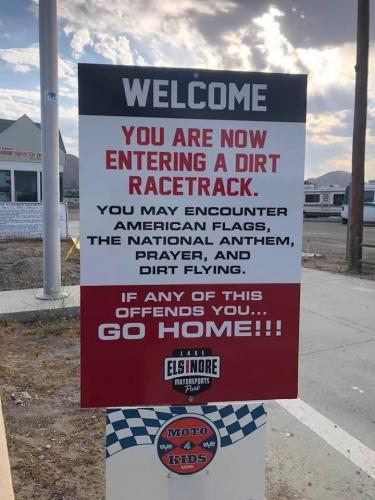 WELCOME
YOU ARE NOW
ENTERING A DIRT
RACETRACK.
YOU MAY ENCOUNTER
AMERICAN FLAGS,
THE NATIONAL ANTHEM,
PRAYER, AND
DIRT FLYING.
IF ANY OF THIS
OFFENDS YOU...
GO HOME!!!
LAKE
ELSINORE
MOTORSPORTS
Park
MOTO
4
KIDS
RACING